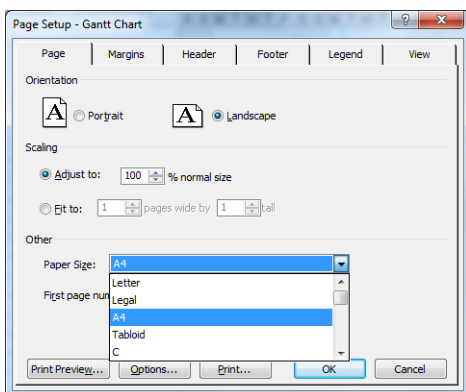 Page Setup - Gantt Chart
Page Margins Header Footer Legend View
Orientation
A Portrait A Landscape
Scaling
Adjust to: 100 % normal size
Fit to: 1 pages wide by 1 tall
Other
Paper Size: A4
Letter
First page num
Legal
A4
Tabloid
C
Print Preview... Options... Print... OK Cancel